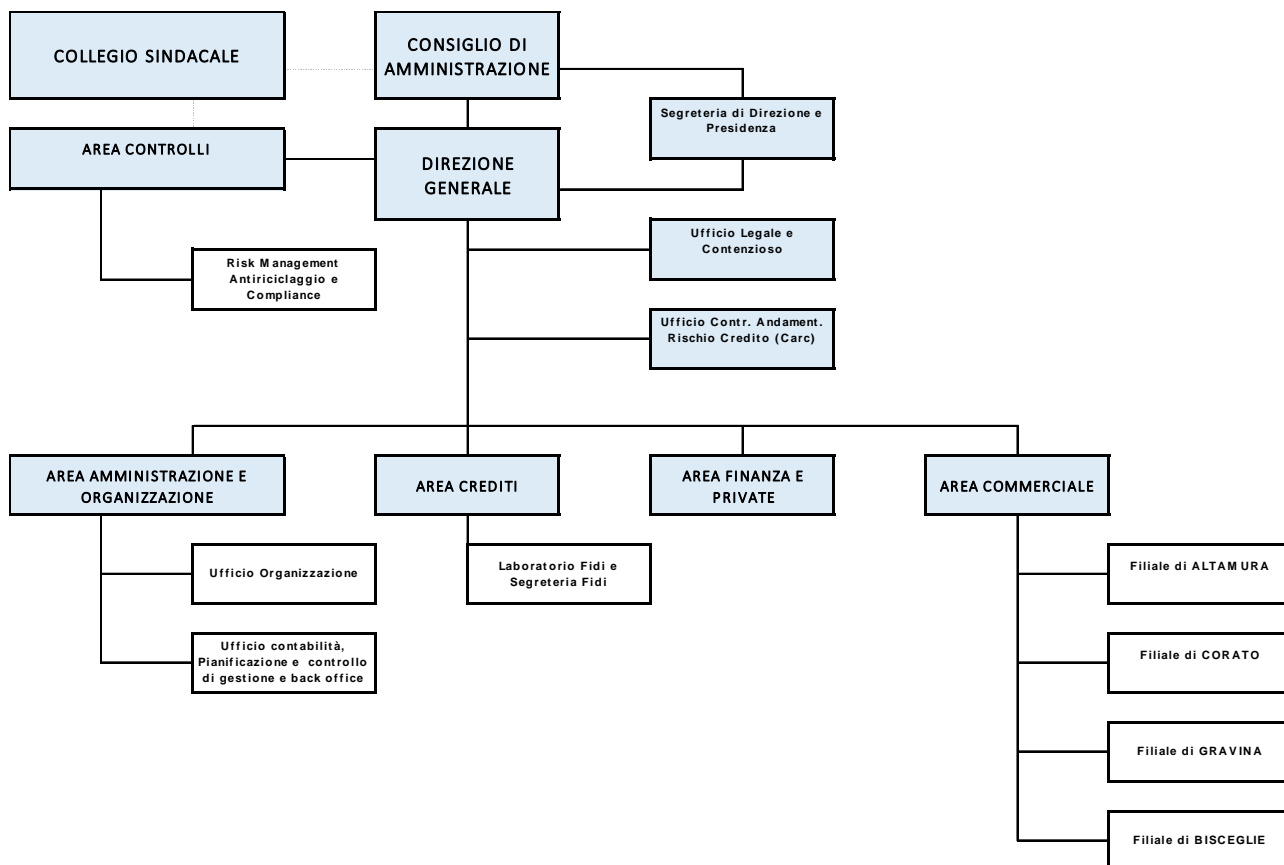 COLLEGIO SINDACALE
CONSIGLIO DI
AMMINISTRAZIONE
Segreteria di Direzione e
Presidenza
AREA CONTROLLI
DIREZIONE
GENERALE
Ufficio Legale e
Contenzioso
Risk Management
Antiriciclaggio e
Compliance
Ufficio Contr. Andament.
Rischio Credito (Carc)
AREA AMMINISTRAZIONE E
ORGANIZZAZIONE
AREA CREDITI
AREA FINANZA E
PRIVATE
AREA COMMERCIALE
Ufficio Organizzazione
Laboratorio Fidi e
Segreteria Fidi
Filiale di ALTAMURA
Ufficio contabilità,
Pianificazione e controllo
di gestione e back office
Filiale di CORATO
Filiale di GRAVINA
Filiale di BISCEGLIE